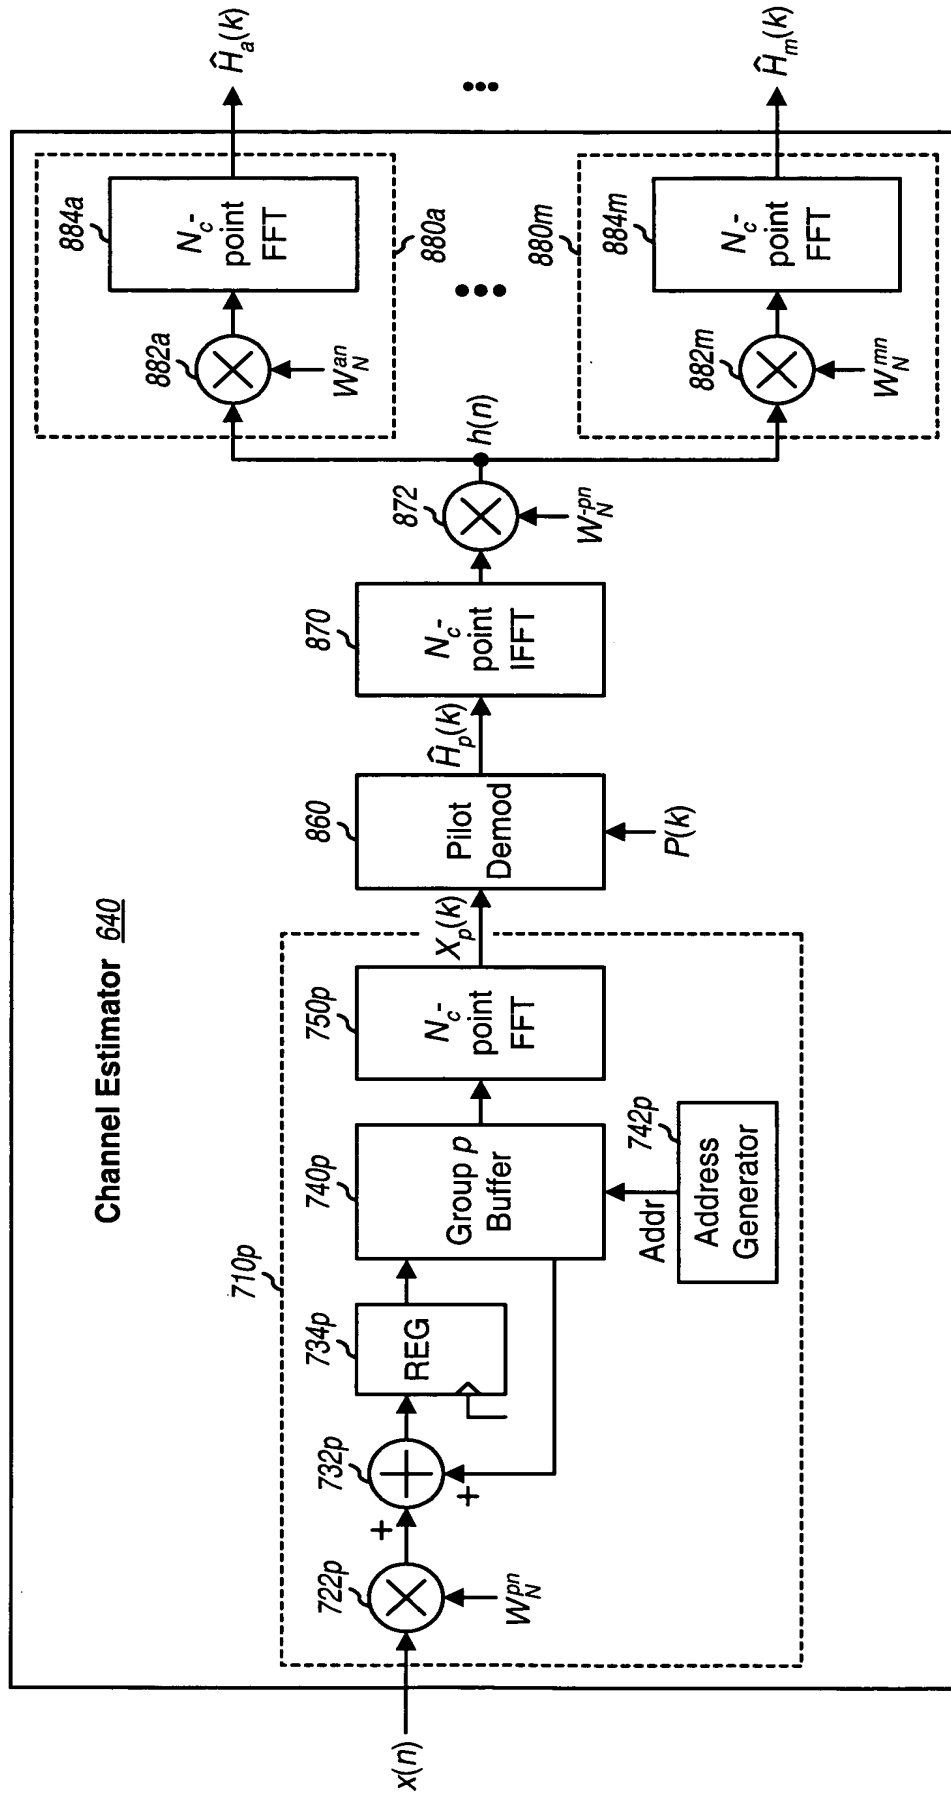 Channel Estimator 640
x(n)
710p
722p
W_N^{pn}
+
732p
+
734p
REG
740p
Group p
Buffer
Addr
742p
Address
Generator
750p
N_c-
point
FFT
X_p(k)
860
Pilot
Demod
P(k)
Ĥ_p(k)
870
N_c-
point
IFFT
872
W_N^{-pn}
h(n)
880a
882a
W_N^{an}
884a
N_c-
point
FFT
Ĥ_a(k)
880m
882m
W_N^{mn}
884m
N_c-
point
FFT
Ĥ_m(k)